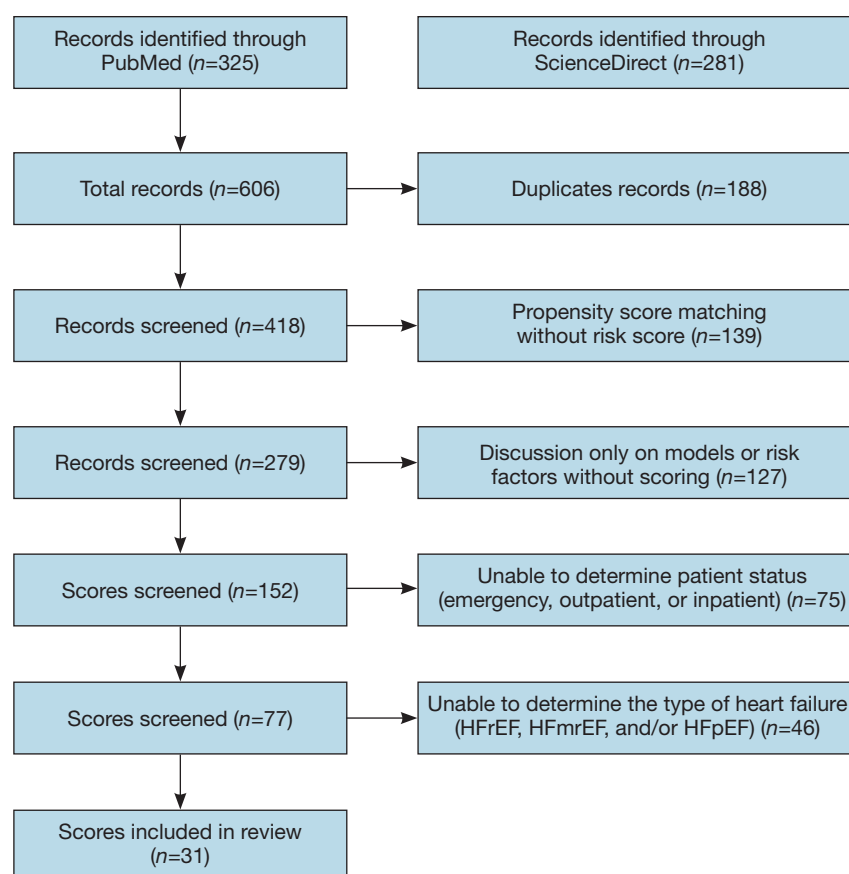 Records identified through
PubMed (n=325)
Records identified through
ScienceDirect (n=281)
Total records (n=606)
Duplicates records (n=188)
Records screened (n=418)
Propensity score matching
without risk score (n=139)
Records screened (n=279)
Discussion only on models or risk
factors without scoring (n=127)
Scores screened (n=152)
Unable to determine patient status
(emergency, outpatient, or inpatient) (n=75)
Scores screened (n=77)
Unable to determine the type of heart failure
(HFrEF, HFmrEF, and/or HFpEF) (n=46)
Scores included in review
(n=31)